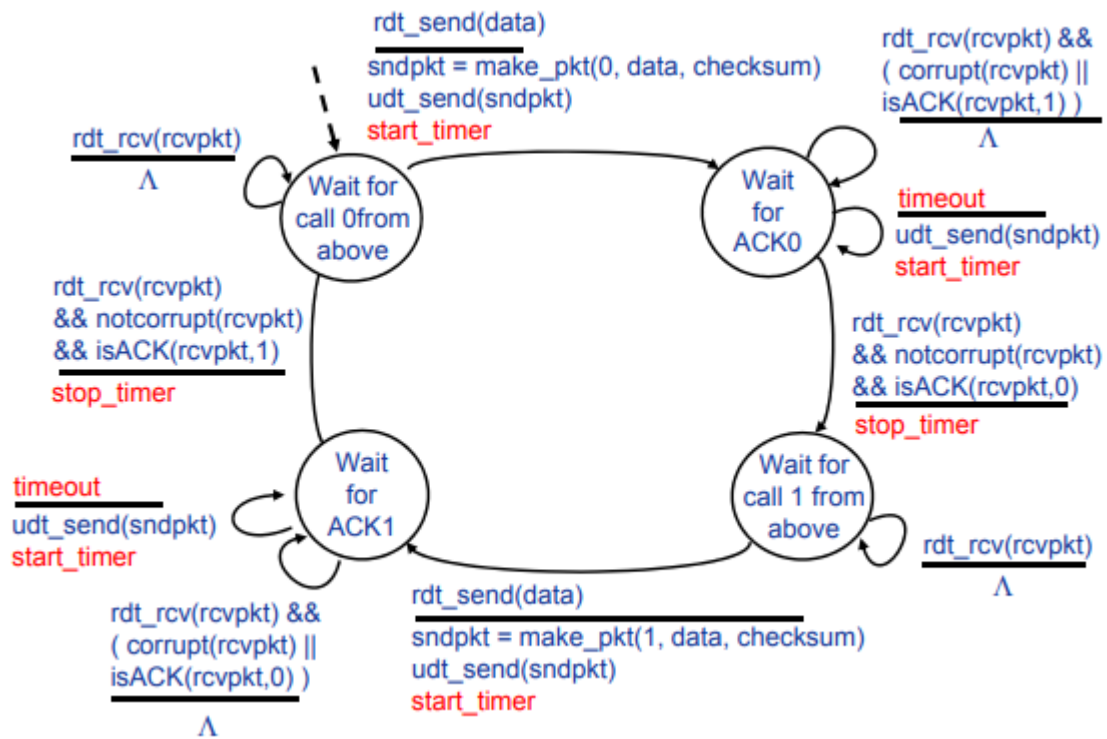 rdt_send(data)
sndpkt = make_pkt(0, data, checksum)
udt_send(sndpkt)
start_timer
rdt_rcv(rcvpkt) &&
( corrupt(rcvpkt) ||
isACK(rcvpkt,1) )
Λ
rdt_rcv(rcvpkt)
Λ
Wait for
call 0from
above
Wait
for
ACK0
timeout
udt_send(sndpkt)
start_timer
rdt_rcv(rcvpkt)
&& notcorrupt(rcvpkt)
&& isACK(rcvpkt,1)
stop_timer
rdt_rcv(rcvpkt)
&& notcorrupt(rcvpkt)
&& isACK(rcvpkt,0)
stop_timer
Wait
for
ACK1
Wait for
call 1 from
above
timeout
udt_send(sndpkt)
start_timer
rdt_rcv(rcvpkt)
Λ
rdt_rcv(rcvpkt) &&
( corrupt(rcvpkt) ||
isACK(rcvpkt,0) )
Λ
rdt_send(data)
sndpkt = make_pkt(1, data, checksum)
udt_send(sndpkt)
start_timer